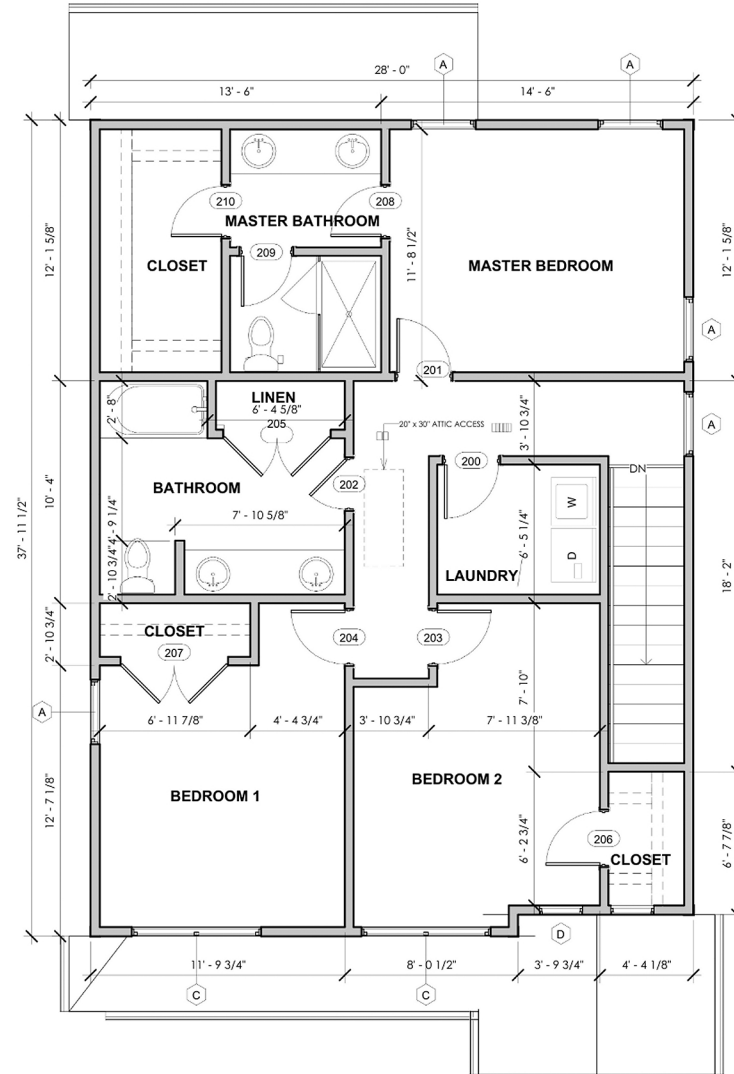 A
A
28' - 0"
13' - 6"
14' - 6"
210
208
MASTER BATHROOM
209
12' - 1 5/8"
CLOSET
11' - 8 1/2"
MASTER BEDROOM
12' - 1 5/8"
A
201
LINEN
6' - 4 5/8"
205
2' - 8"
20" x 30" ATTIC ACCESS
3' - 10 3/4"
A
200
DN
202
BATHROOM
10' - 4"
7' - 10 5/8"
4' - 9 1/4"
2' - 10 3/4"
37' - 11 1/2"
W
D
6' - 5 1/4"
LAUNDRY
18' - 2"
CLOSET
207
204
203
2' - 10 3/4"
A
6' - 11 7/8"
4' - 4 3/4"
3' - 10 3/4"
7' - 11 3/8"
7' - 10"
BEDROOM 1
BEDROOM 2
12' - 7 1/8"
6' - 2 3/4"
206
CLOSET
6' - 7 7/8"
D
11' - 9 3/4"
8' - 0 1/2"
3' - 9 3/4"
4' - 4 1/8"
C
C